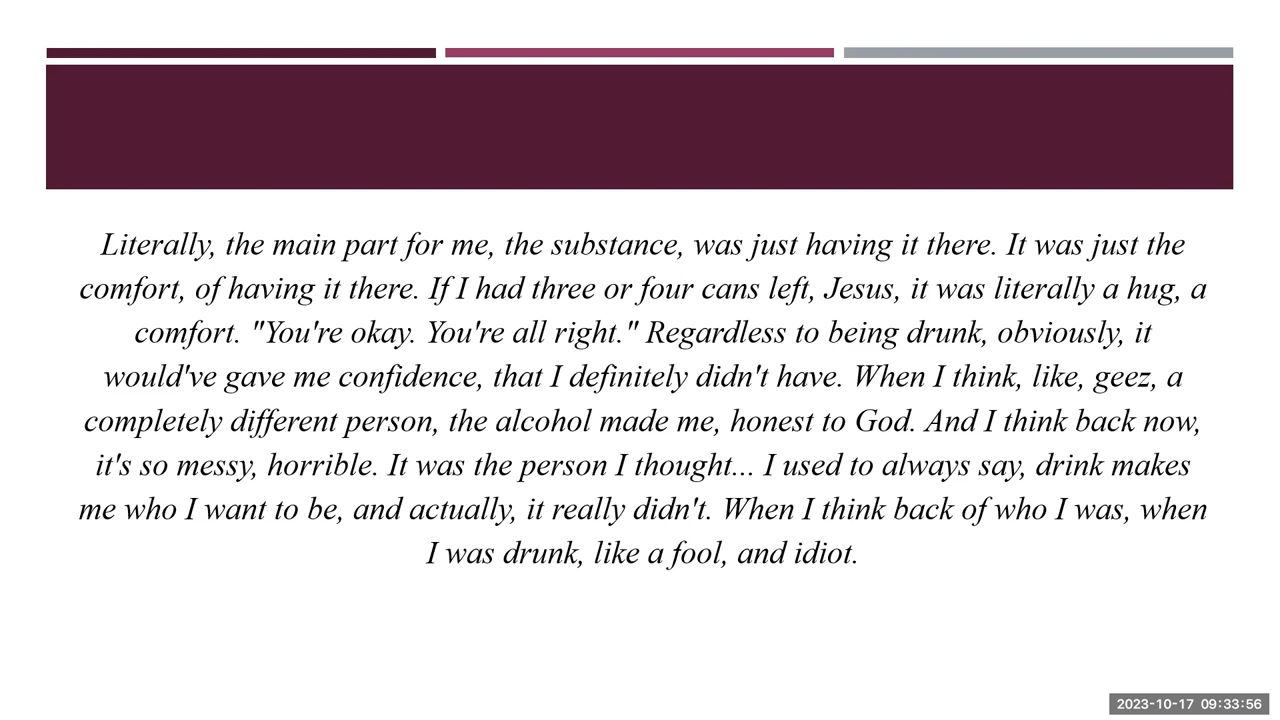 Literally, the main part for me, the substance, was just having it there. It was just the
comfort, of having it there. If I had three or four cans left, Jesus, it was literally a hug, a
comfort. "You're okay. You're all right." Regardless to being drunk, obviously, it
would've gave me confidence, that I definitely didn't have. When I think, like, geez, a
completely different person, the alcohol made me, honest to God. And I think back now,
it's so messy, horrible. It was the person I thought... I used to always say, drink makes
me who I want to be, and actually, it really didn't. When I think back of who I was, when
I was drunk, like a fool, and idiot.
2023-10-17 09:33:56